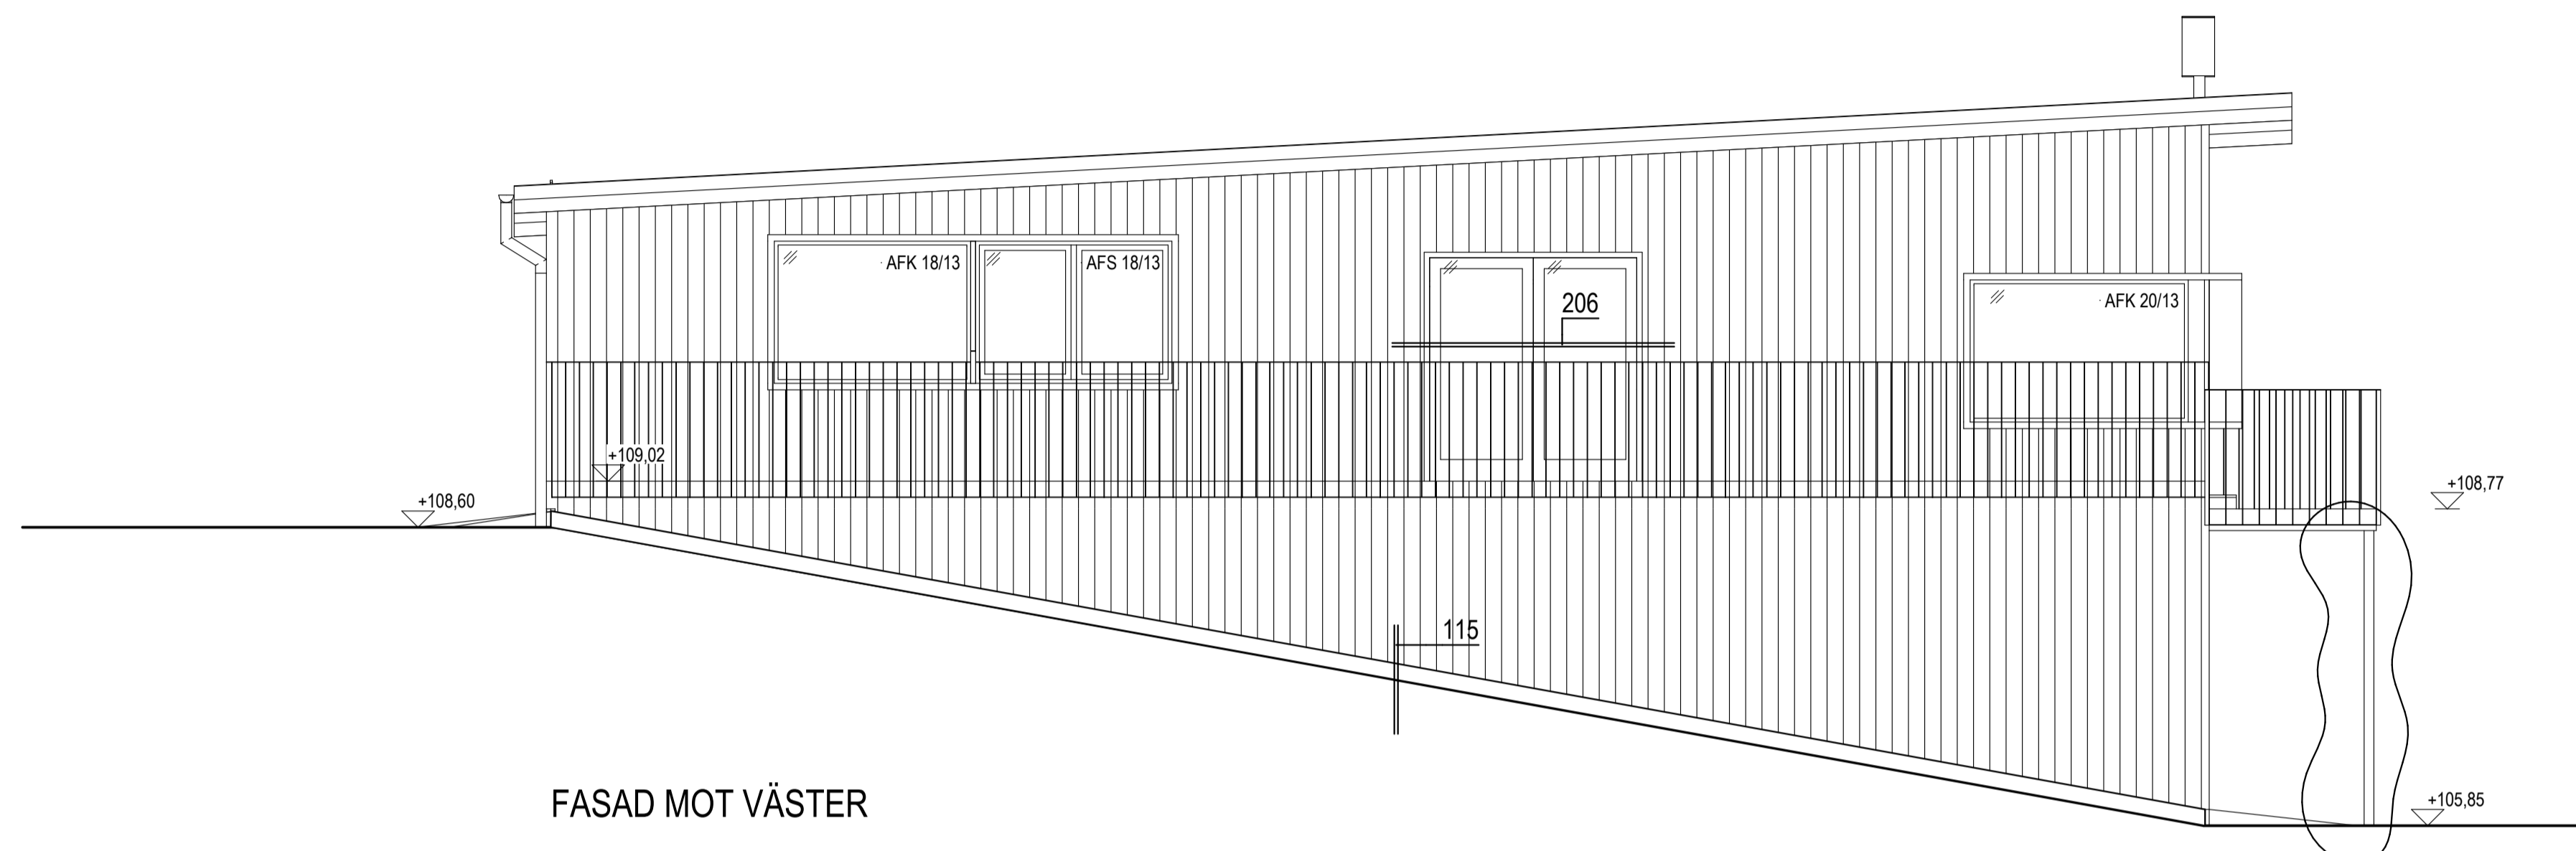 AFK 18/13
AFS 18/13
206
AFK 20/13
+109,02
+108,60
+108,77
115
FASAD MOT VÄSTER
+105,85